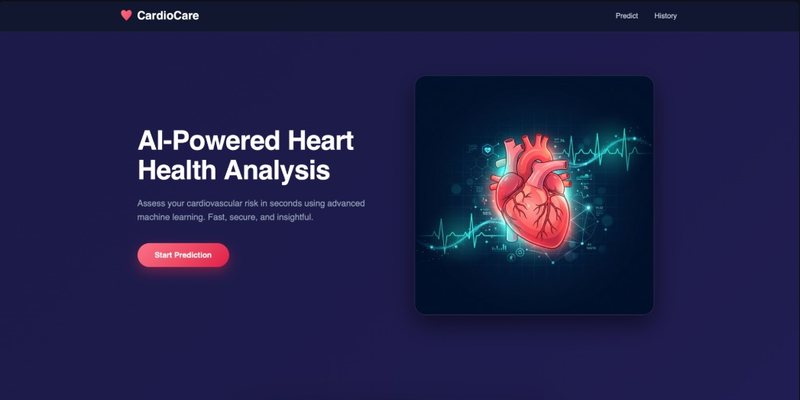 CardioCare
Predict
History
AI-Powered Heart
Health Analysis
Assess your cardiovascular risk in seconds using advanced
machine learning. Fast, secure, and insightful.
Start Prediction